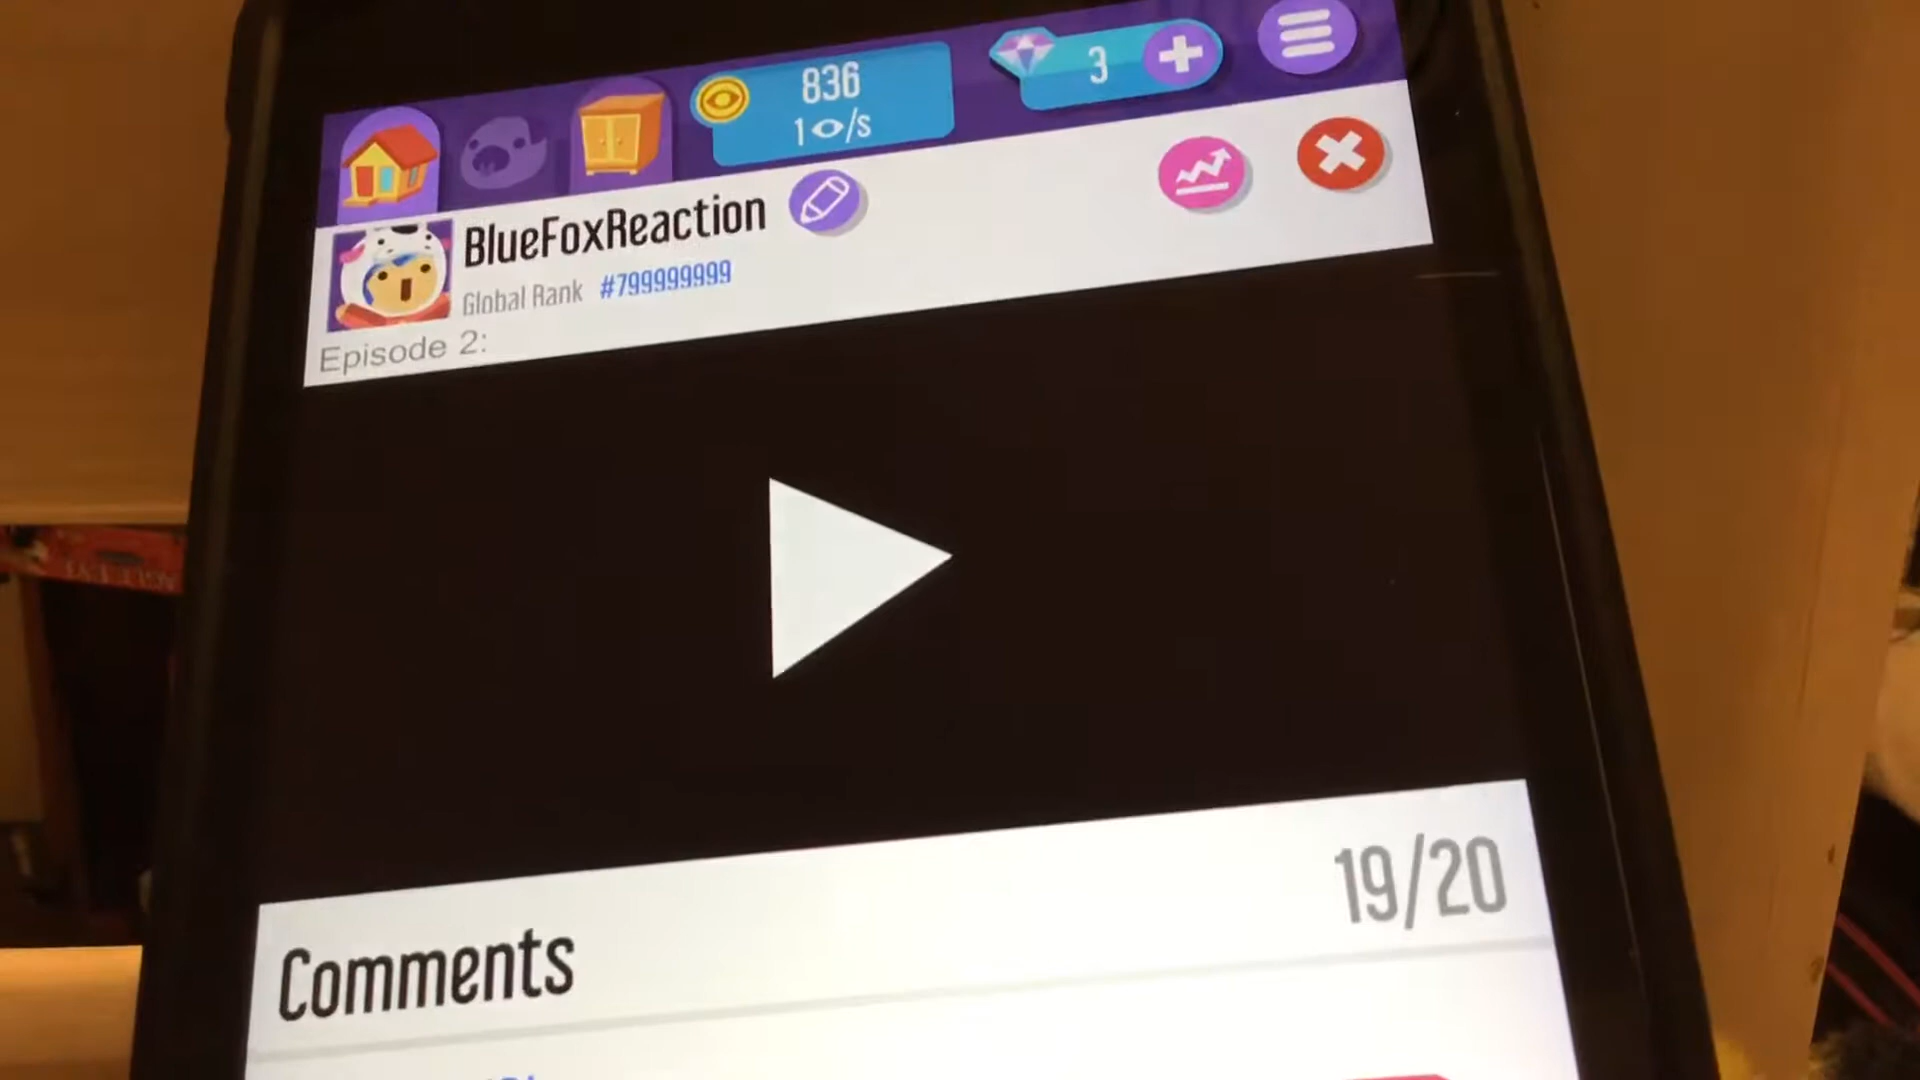 836
1/s
3
BlueFoxReaction
Global Rank #799999999
Episode 2:
19/20
Comments